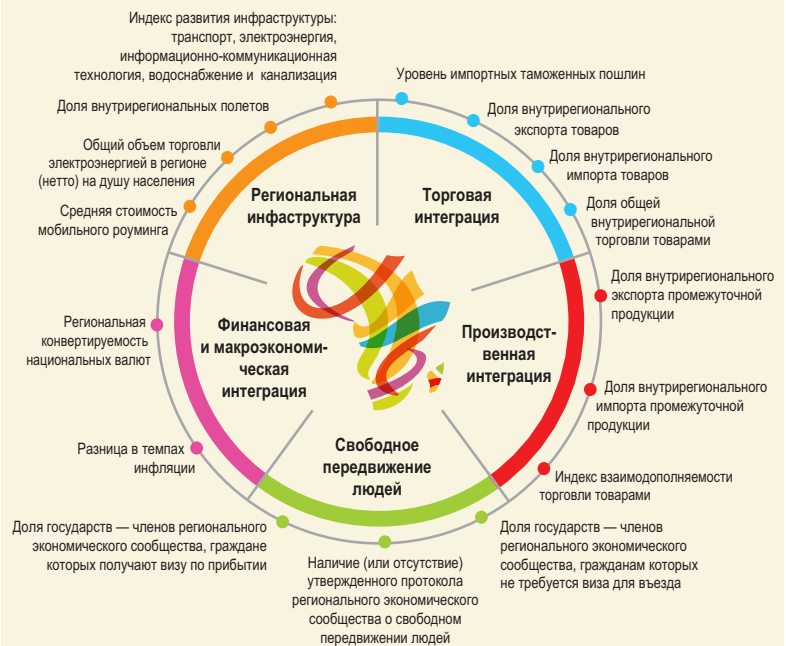 Индекс развития инфраструктуры:
транспорт, электроэнергия,
информационно-коммуникационная
технология, водоснабжение и канализация
Доля внутрирегиональных полетов
Общий объем торговли
электроэнергией в регионе
(нетто) на душу населения
Средняя стоимость
мобильного роуминга
Уровень импортных таможенных пошлин
Доля внутрирегионального
экспорта товаров
Доля внутрирегионального
импорта товаров
Доля общей
внутрирегиональной
торговли товарами
Региональная
инфаструктура
Торговая
интеграция
Доля внутрирегионального
экспорта промежуточной
продукции
Региональная
конвертируемость
национальных валют
Финансовая
и макроэкономи-
ческая
интеграция
Производст-
венная
интеграция
Доля внутрирегионального
импорта промежуточной
продукции
Разница в темпах
инфляции
Свободное
передвижение
людей
Индекс взаимодополняемости
торговли товарами
Доля государств — членов регионального
экономического сообщества, граждане
которых получают визу по прибытии
Наличие (или отсутствие)
утвержденного протокола
регионального экономического
сообщества о свободном
передвижении людей
Доля государств — членов
регионального экономического
сообщества, гражданам которых
не требуется виза для въезда